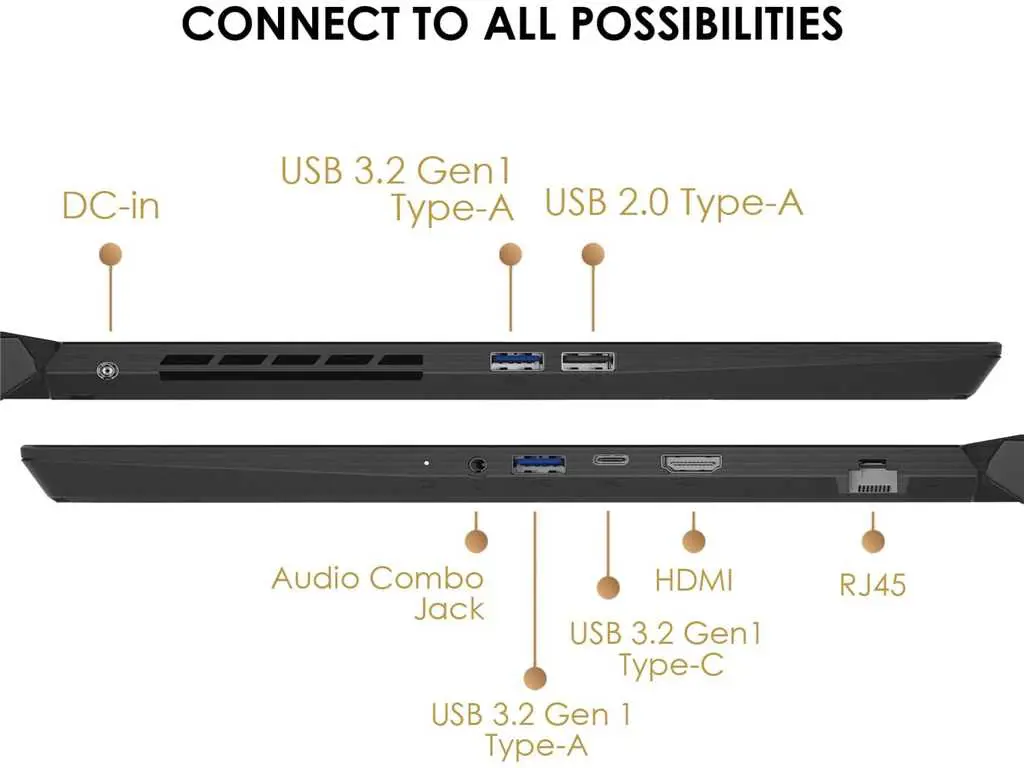 CONNECT TO ALL POSSIBILITIES
DC-in
USB 3.2 Gen1
Type-A
USB 2.0 Type-A
Audio Combo
Jack
USB 3.2 Gen 1
Type-A
USB 3.2 Gen1
Type-C
HDMI
RJ45